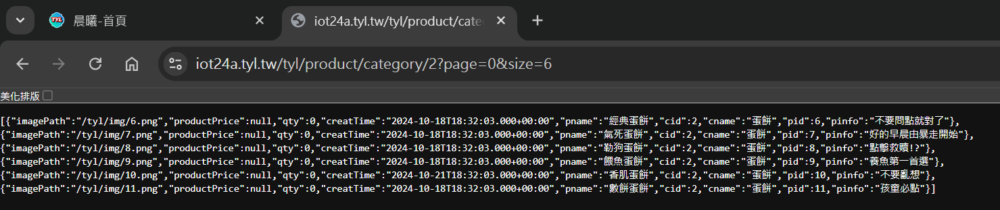 晨曦-首頁
iot24a.tyl.tw/tyl/product/cate
iot24a.tyl.tw/tyl/product/category/2?page=0&size=6
美化排版
[{"imagePath":"/tyl/img/6.png","productPrice":null,"qty":0,"creatTime":"2024-10-18T18:32:03.000+00:00","pname":"經典蛋餅","cid":2,"cname":"蛋餅","pid":6,"pinfo":"不要問點就對了"},
{"imagePath":"/tyl/img/7.png","productPrice":null,"qty":0,"creatTime":"2024-10-18T18:32:03.000+00:00","pname":"氣死蛋餅","cid":2,"cname":"蛋餅","pid":7,"pinfo":"好的早晨由暴走開始"},
{"imagePath":"/tyl/img/8.png","productPrice":null,"qty":0,"creatTime":"2024-10-18T18:32:03.000+00:00","pname":"勒狗蛋餅","cid":2,"cname":"蛋餅","pid":8,"pinfo":"點擊救贖!?"},
{"imagePath":"/tyl/img/9.png","productPrice":null,"qty":0,"creatTime":"2024-10-18T18:32:03.000+00:00","pname":"餵魚蛋餅","cid":2,"cname":"蛋餅","pid":9,"pinfo":"養魚第一首選"},
{"imagePath":"/tyl/img/10.png","productPrice":null,"qty":0,"creatTime":"2024-10-21T18:32:03.000+00:00","pname":"香肌蛋餅","cid":2,"cname":"蛋餅","pid":10,"pinfo":"不要亂想"},
{"imagePath":"/tyl/img/11.png","productPrice":null,"qty":0,"creatTime":"2024-10-18T18:32:03.000+00:00","pname":"數餅蛋餅","cid":2,"cname":"蛋餅","pid":11,"pinfo":"孩童必點"}]